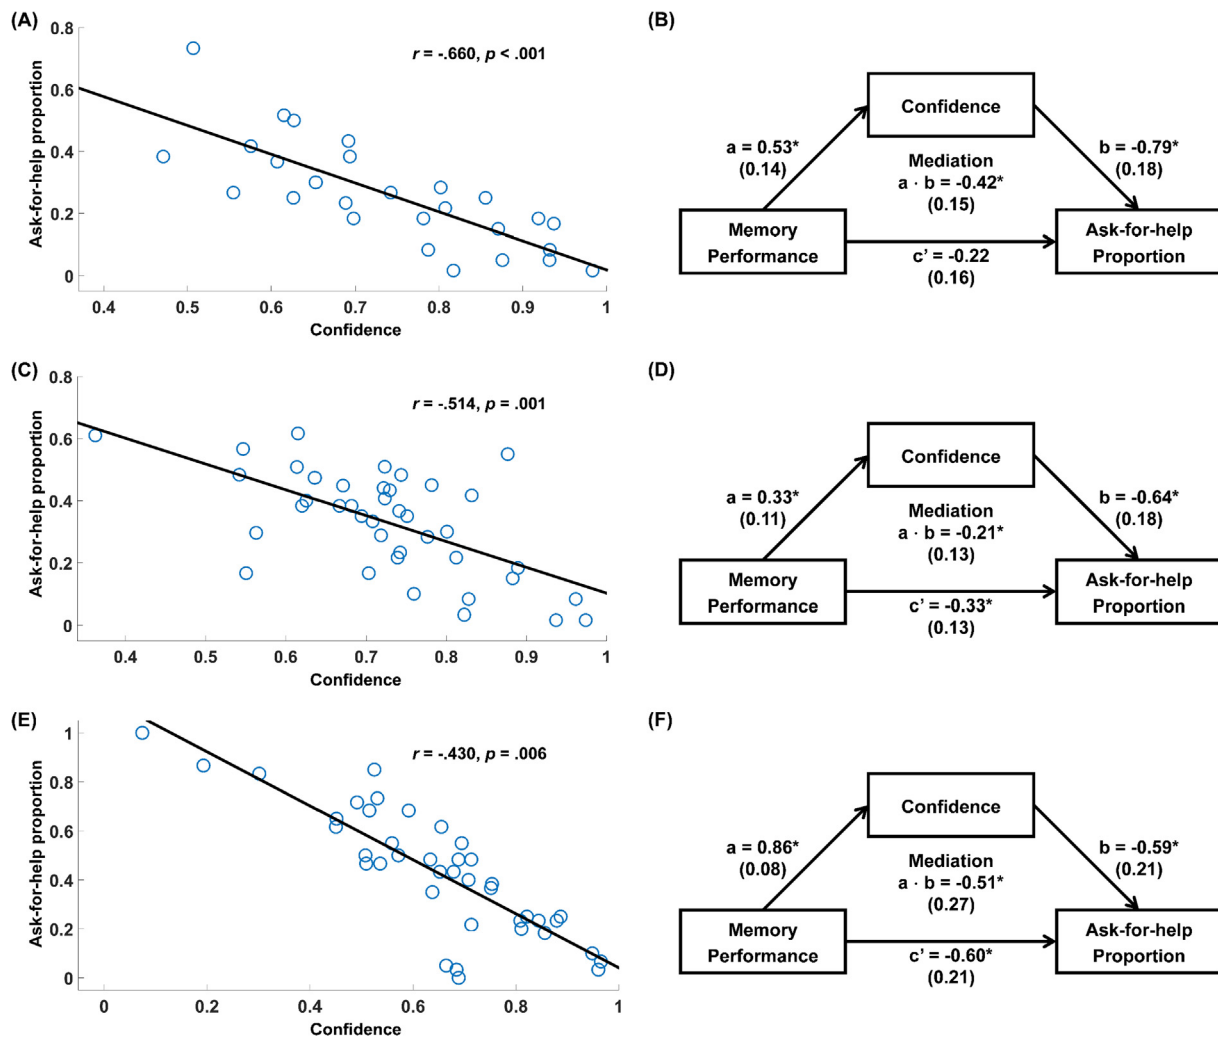 (A)
0.8
0.6
0.4
0.2
0
Ask-for-help proportion
r = -.660, p < .001
0.4 0.5 0.6 0.7 0.8 0.9 1
Confidence
(B)
Confidence
a = 0.53*
(0.14)
b = -0.79*
(0.18)
Mediation
a · b = -0.42*
(0.15)
Memory
Performance
Ask-for-help
Proportion
c’ = -0.22
(0.16)
(C)
0.8
0.6
0.4
0.2
0
Ask-for-help proportion
r = -.514, p = .001
0.4 0.5 0.6 0.7 0.8 0.9 1
Confidence
(D)
Confidence
a = 0.33*
(0.11)
b = -0.64*
(0.18)
Mediation
a · b = -0.21*
(0.13)
Memory
Performance
Ask-for-help
Proportion
c’ = -0.33*
(0.13)
(E)
1
0.8
0.6
0.4
0.2
0
Ask-for-help proportion
r = -.430, p = .006
0 0.2 0.4 0.6 0.8 1
Confidence
(F)
Confidence
a = 0.86*
(0.08)
b = -0.59*
(0.21)
Mediation
a · b = -0.51*
(0.27)
Memory
Performance
Ask-for-help
Proportion
c’ = -0.60*
(0.21)